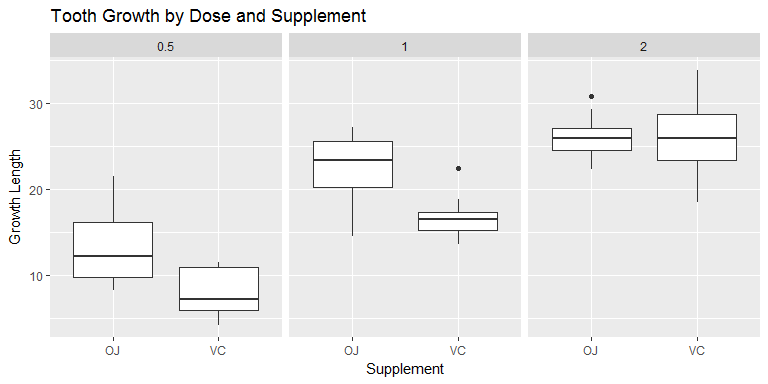 Tooth Growth by Dose and Supplement
0.5 1 2
Growth Length
30
20
10
OJ VC OJ VC OJ VC
Supplement